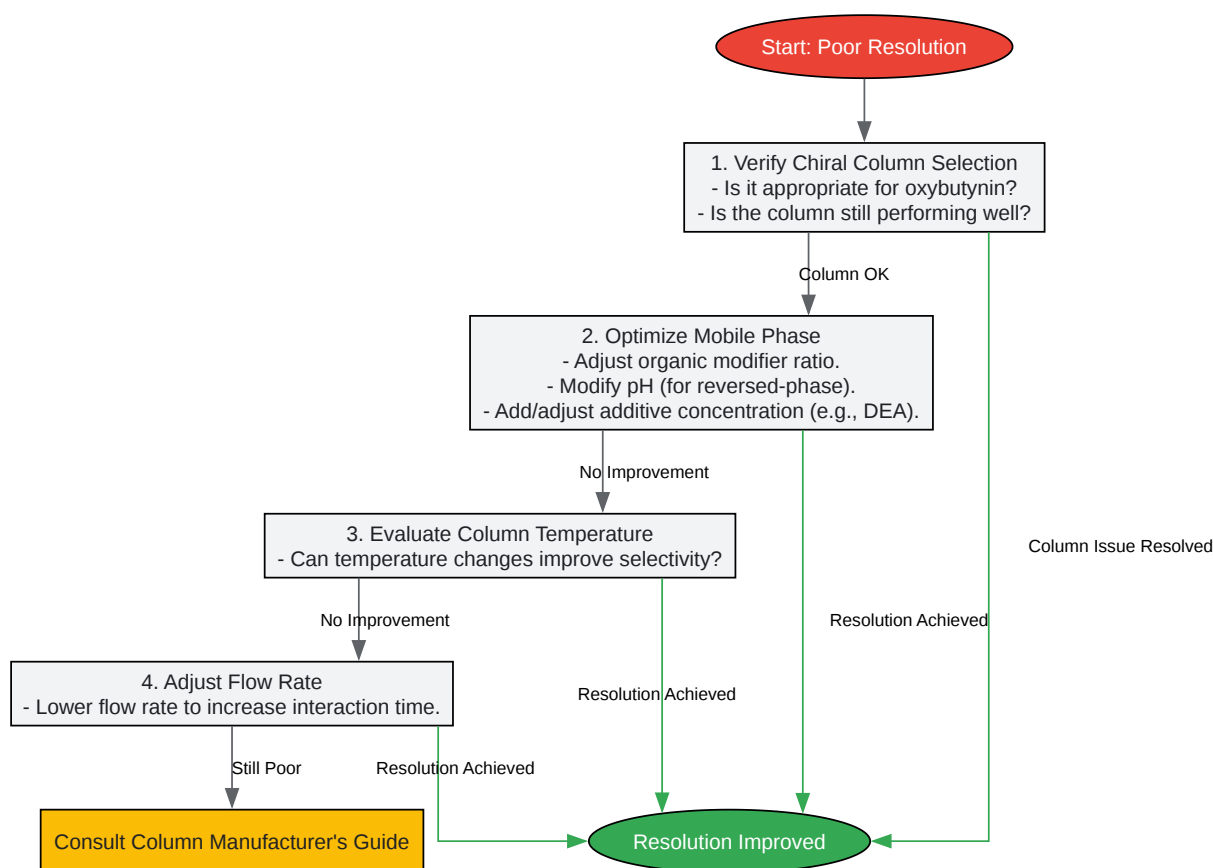 Start: Poor Resolution
1. Verify Chiral Column Selection
- Is it appropriate for oxybutynin?
- Is the column still performing well?
Column OK
2. Optimize Mobile Phase
- Adjust organic modifier ratio.
- Modify pH (for reversed-phase).
- Add/adjust additive concentration (e.g., DEA).
No Improvement
3. Evaluate Column Temperature
- Can temperature changes improve selectivity?
Column Issue Resolved
No Improvement
Resolution Achieved
4. Adjust Flow Rate
- Lower flow rate to increase interaction time.
Resolution Achieved
Still Poor
Resolution Achieved
Consult Column Manufacturer's Guide
Resolution Improved